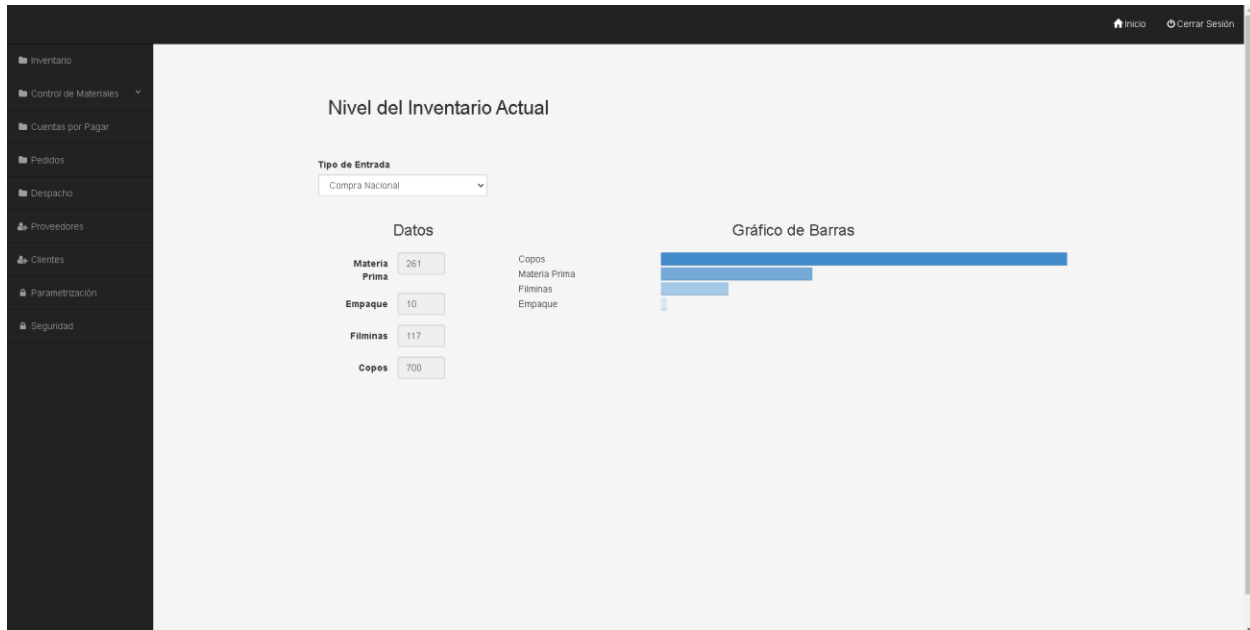 Inicio
Cerrar Sesión
Inventario
Control de Materiales
Cuentas por Pagar
Pedidos
Despacho
Proveedores
Clientes
Parametrización
Seguridad
Nivel del Inventario Actual
Tipo de Entrada
Compra Nacional
Datos
Materia
Prima
261
Empaque 10
Filminas 117
Copos 700
Gráfico de Barras
Copos
Materia Prima
Filminas
Empaque